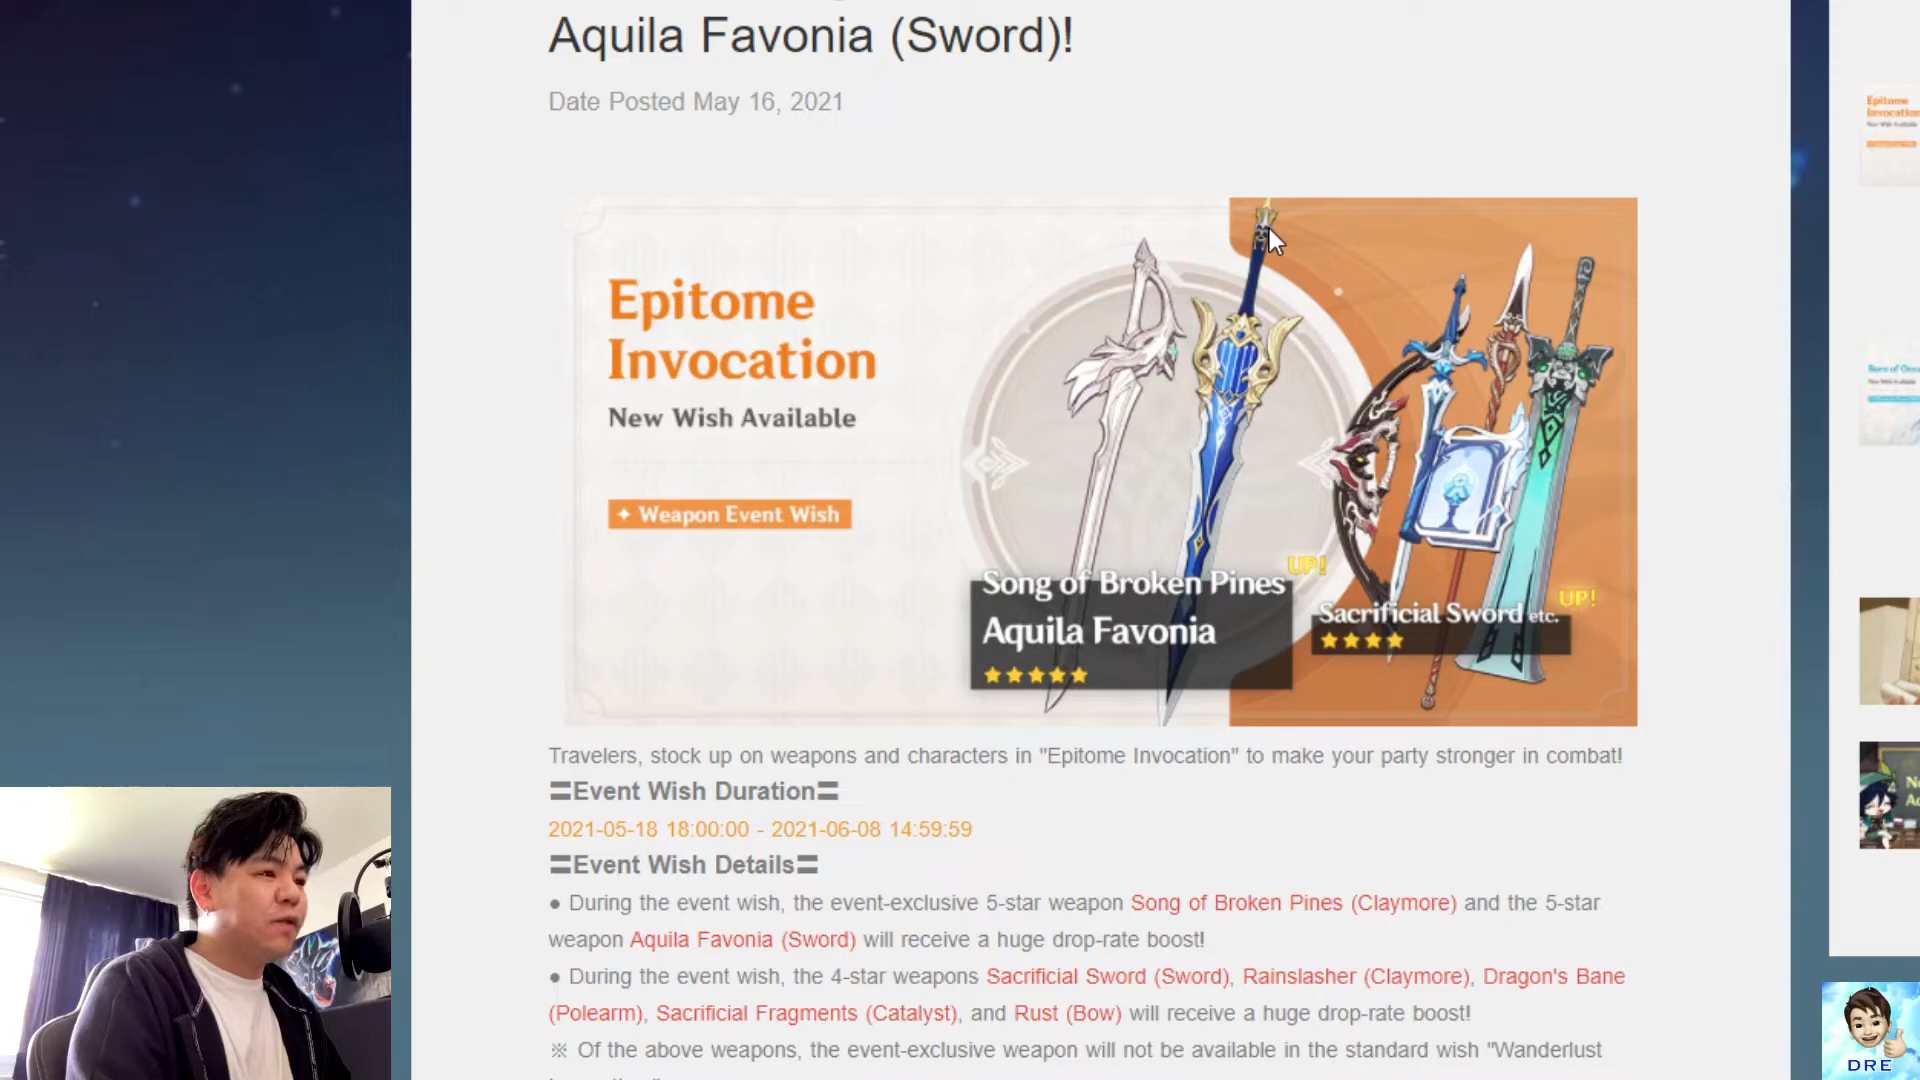 Aquila Favonia (Sword)!
Date Posted May 16, 2021
Epitome
Invocation
New Wish Available
✦ Weapon Event Wish
Song of Broken Pines
UP!
Aquila Favonia
★★★★★
Sacrificial Sword etc.
UP!
★★★★
Travelers, stock up on weapons and characters in "Epitome Invocation" to make your party stronger in combat!
〓Event Wish Duration〓
2021-05-18 18:00:00 - 2021-06-08 14:59:59
〓Event Wish Details〓
● During the event wish, the event-exclusive 5-star weapon Song of Broken Pines (Claymore) and the 5-star
weapon Aquila Favonia (Sword) will receive a huge drop-rate boost!
● During the event wish, the 4-star weapons Sacrificial Sword (Sword), Rainslasher (Claymore), Dragon's Bane
(Polearm), Sacrificial Fragments (Catalyst), and Rust (Bow) will receive a huge drop-rate boost!
※ Of the above weapons, the event-exclusive weapon will not be available in the standard wish "Wanderlust
Epitome
Invocation
DRE